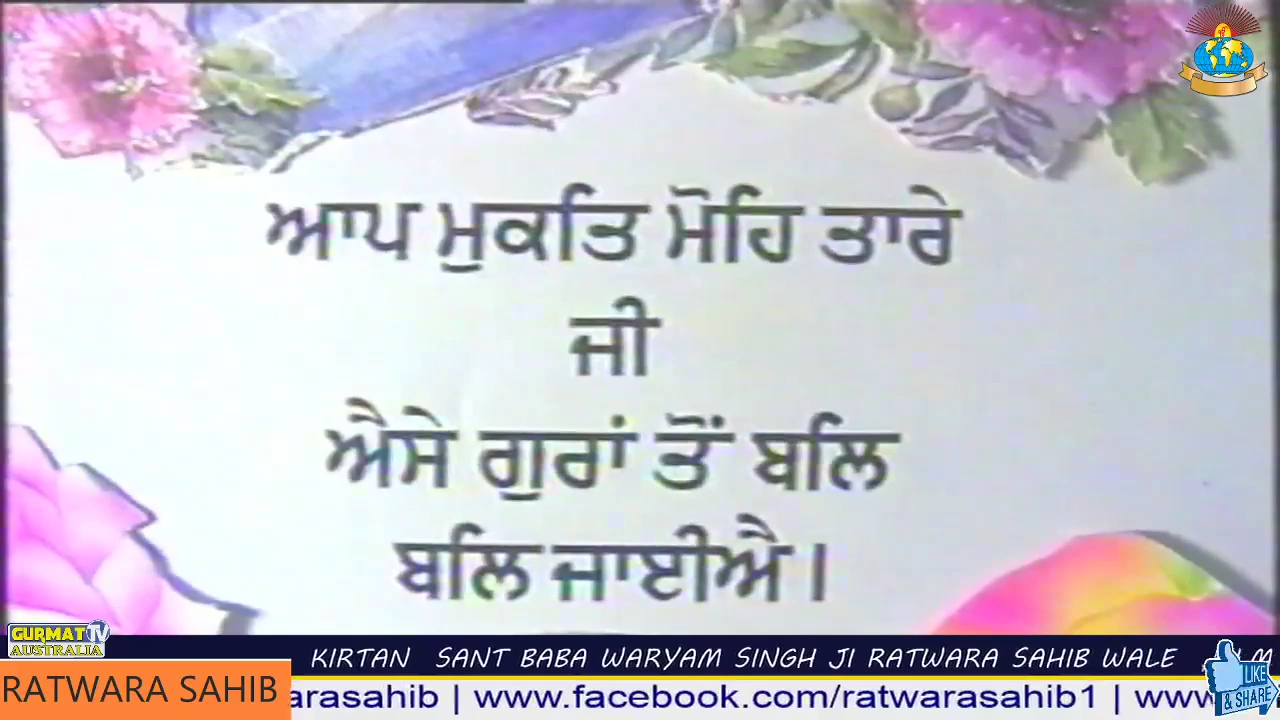 ਆਪ ਮੁਕਤਿ ਮੋਹਿ ਤਾਰੇ
ਜੀ
ਐਸੇ ਗੁਰਾਂ ਤੋਂ ਬਲਿ
ਬਲਿ ਜਾਈਐ।
GURMAT TV
AUSTRALIA
KIRTAN SANT BABA WARYAM SINGH JI RATWARA SAHIB WALE
RATWARA SAHIB
arasahib | www.facebook.com/ratwarasahib1 | www
LIKE
& SHARE